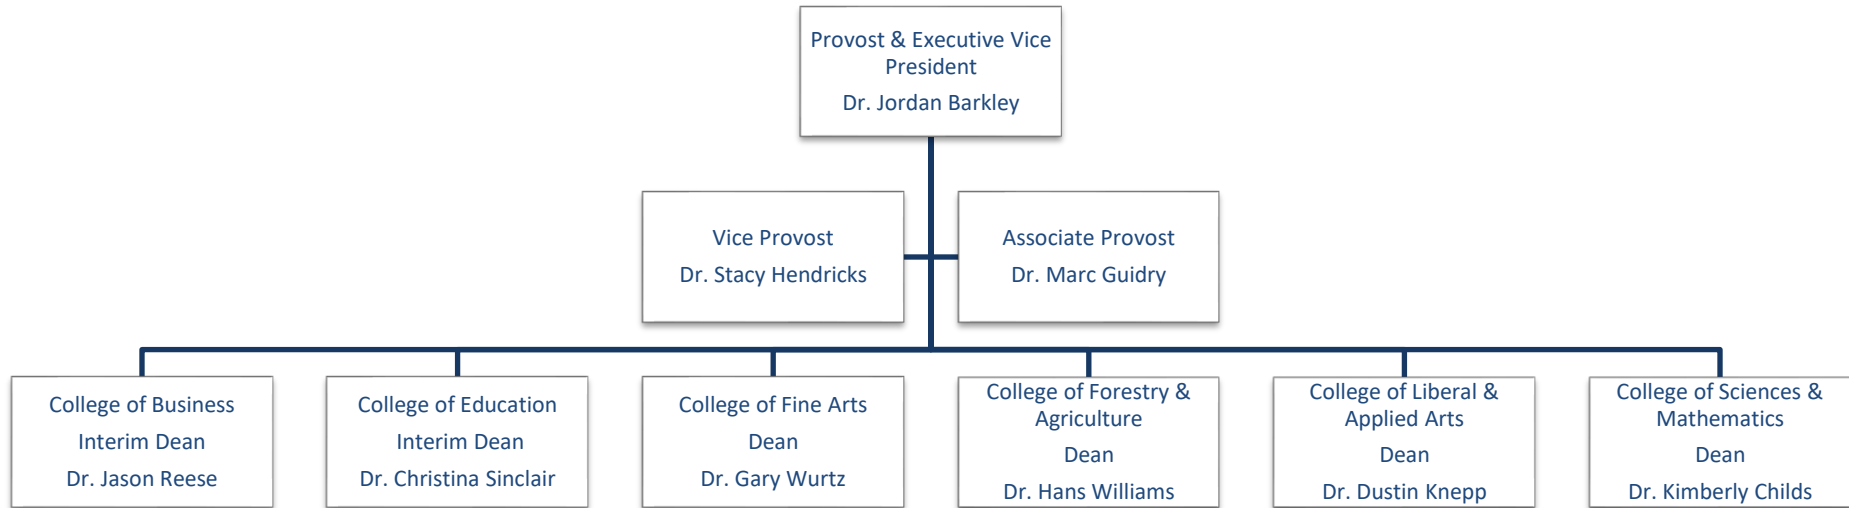 Provost & Executive Vice
President
Dr. Jordan Barkley
Vice Provost
Dr. Stacy Hendricks
Associate Provost
Dr. Marc Guidry
College of Business
Interim Dean
Dr. Jason Reese
College of Education
Interim Dean
Dr. Christina Sinclair
College of Fine Arts
Dean
Dr. Gary Wurtz
College of Forestry &
Agriculture
Dean
Dr. Hans Williams
College of Liberal &
Applied Arts
Dean
Dr. Dustin Knepp
College of Sciences &
Mathematics
Dean
Dr. Kimberly Childs